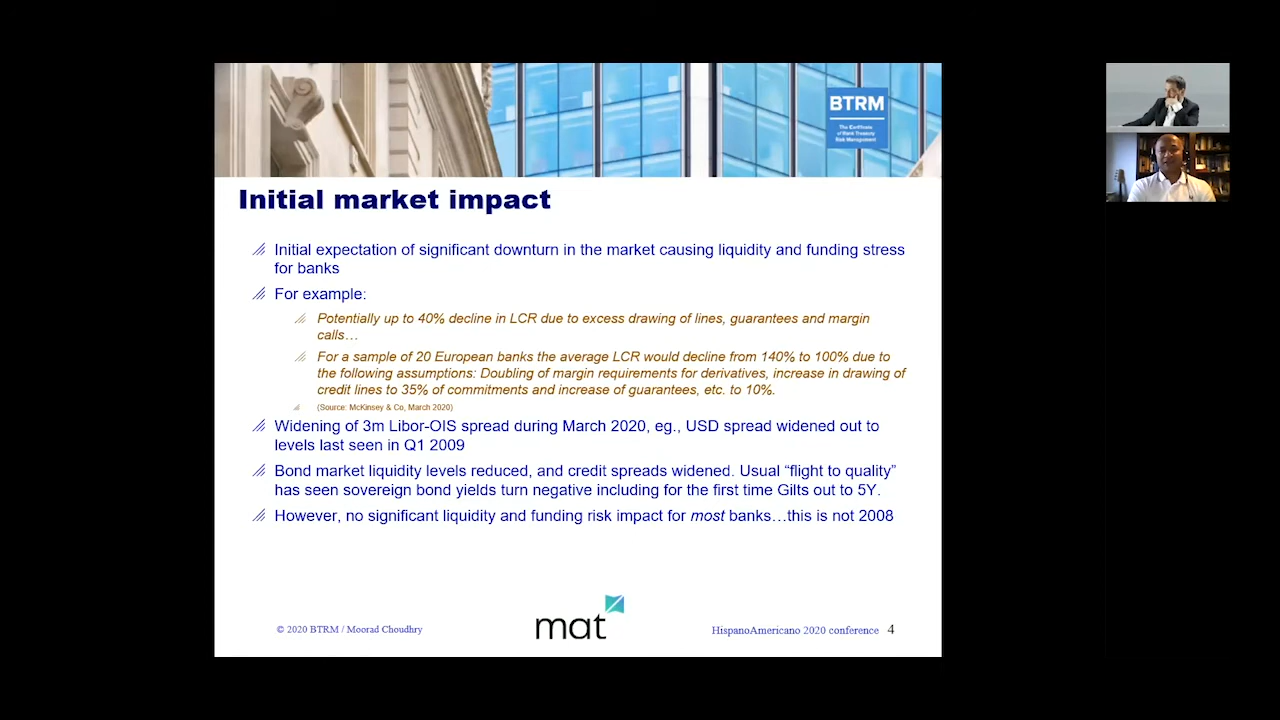 BTRM
The Certificate
of Bank Treasury
Risk Management
Initial market impact
Initial expectation of significant downturn in the market causing liquidity and funding stress
for banks
For example:
Potentially up to 40% decline in LCR due to excess drawing of lines, guarantees and margin
calls…
For a sample of 20 European banks the average LCR would decline from 140% to 100% due to
the following assumptions: Doubling of margin requirements for derivatives, increase in drawing of
credit lines to 35% of commitments and increase of guarantees, etc. to 10%.
(Source: McKinsey & Co, March 2020)
Widening of 3m Libor-OIS spread during March 2020, eg., USD spread widened out to
levels last seen in Q1 2009
Bond market liquidity levels reduced, and credit spreads widened. Usual “flight to quality”
has seen sovereign bond yields turn negative including for the first time Gilts out to 5Y.
However, no significant liquidity and funding risk impact for most banks…this is not 2008
© 2020 BTRM / Moorad Choudhry
mat
HispanoAmericano 2020 conference 4